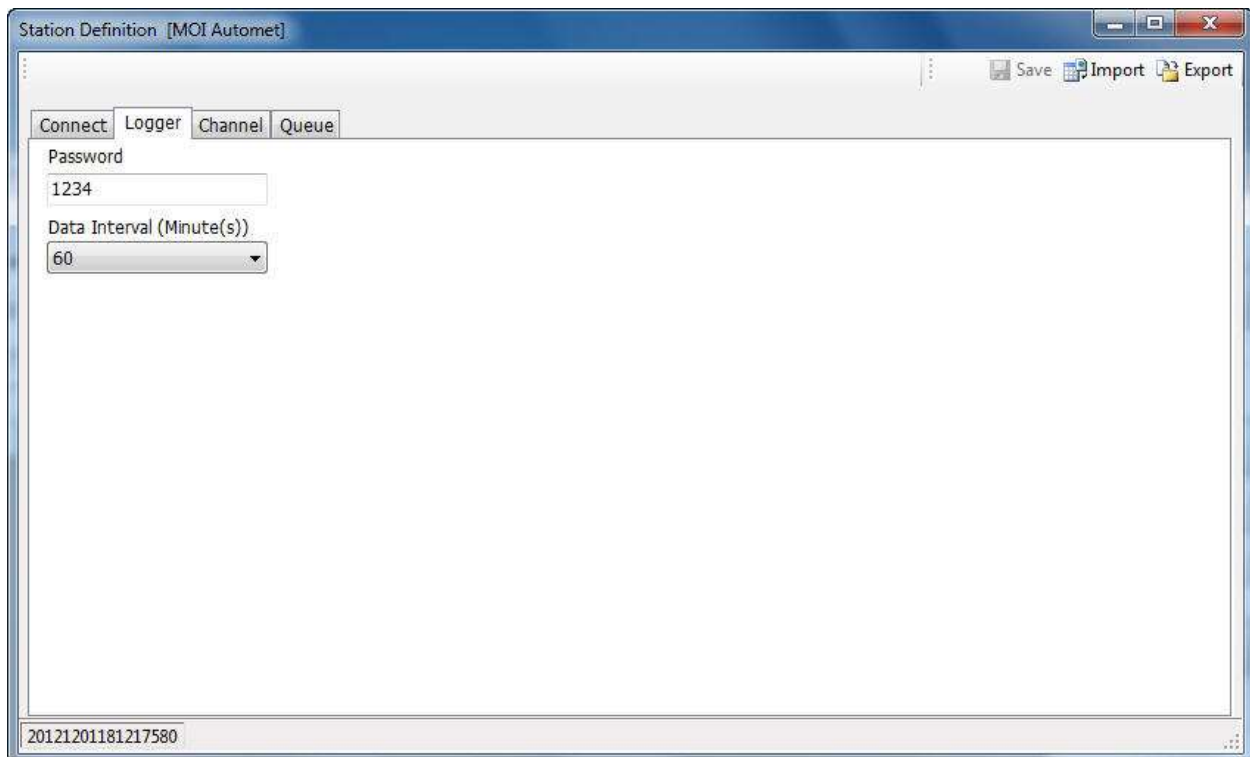 Station Definition [MOI Automet]
Save Import Export
Connect Logger Channel Queue
Password
1234
Data Interval (Minute(s))
60
20121201181217580